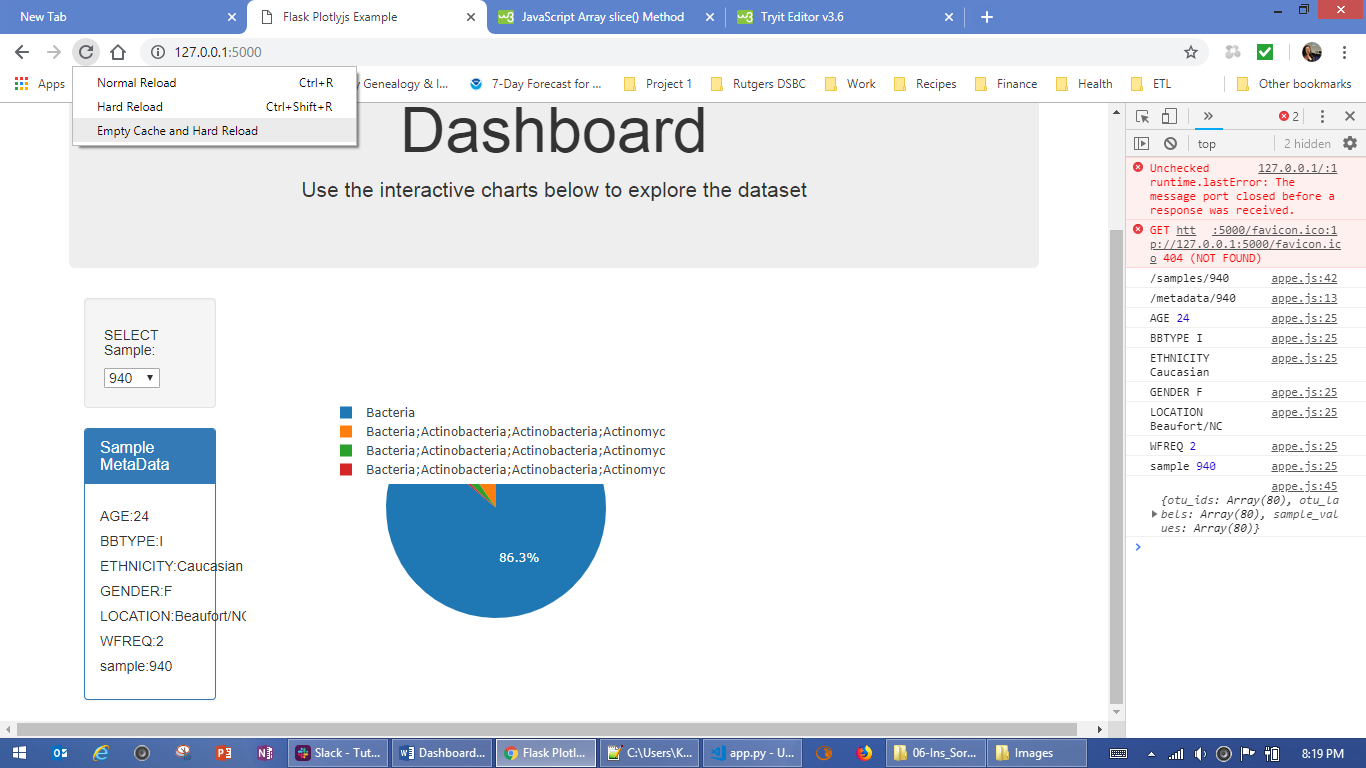 New Tab
Flask Plotlyjs Example
JavaScript Array slice() Method
Tryit Editor v3.6
127.0.0.1:5000
Normal Reload Ctrl+R
Hard Reload Ctrl+Shift+R
Empty Cache and Hard Reload
Apps
y Genealogy & I...
7-Day Forecast for ...
Project 1
Rutgers DSBC
Work
Recipes
Finance
Health
ETL
Other bookmarks
Dashboard
Use the interactive charts below to explore the dataset
SELECT
Sample:
940
Sample
MetaData
AGE:24
BBTYPE:I
ETHNICITY:Caucasian
GENDER:F
LOCATION:Beaufort/NC
WFREQ:2
sample:940
Bacteria
Bacteria;Actinobacteria;Actinobacteria;Actinomyc
Bacteria;Actinobacteria;Actinobacteria;Actinomyc
Bacteria;Actinobacteria;Actinobacteria;Actinomyc
86.3%
» 2
top 2 hidden
Unchecked 127.0.0.1/:1
runtime.lastError: The
message port closed before a
response was received.
GET htt :5000/favicon.ico:1
p://127.0.0.1:5000/favicon.ic
o 404 (NOT FOUND)
/samples/940 appe.js:42
/metadata/940 appe.js:13
AGE 24 appe.js:25
BBTYPE I appe.js:25
ETHNICITY appe.js:25
Caucasian
GENDER F appe.js:25
LOCATION appe.js:25
Beaufort/NC
WFREQ 2 appe.js:25
sample 940 appe.js:25
appe.js:45
{otu_ids: Array(80), otu_la
bels: Array(80), sample_val
ues: Array(80)}
Slack - Tut...
Dashboard...
Flask Plotl...
C:\Users\K...
app.py - U...
06-Ins_Sor...
Images
8:19 PM